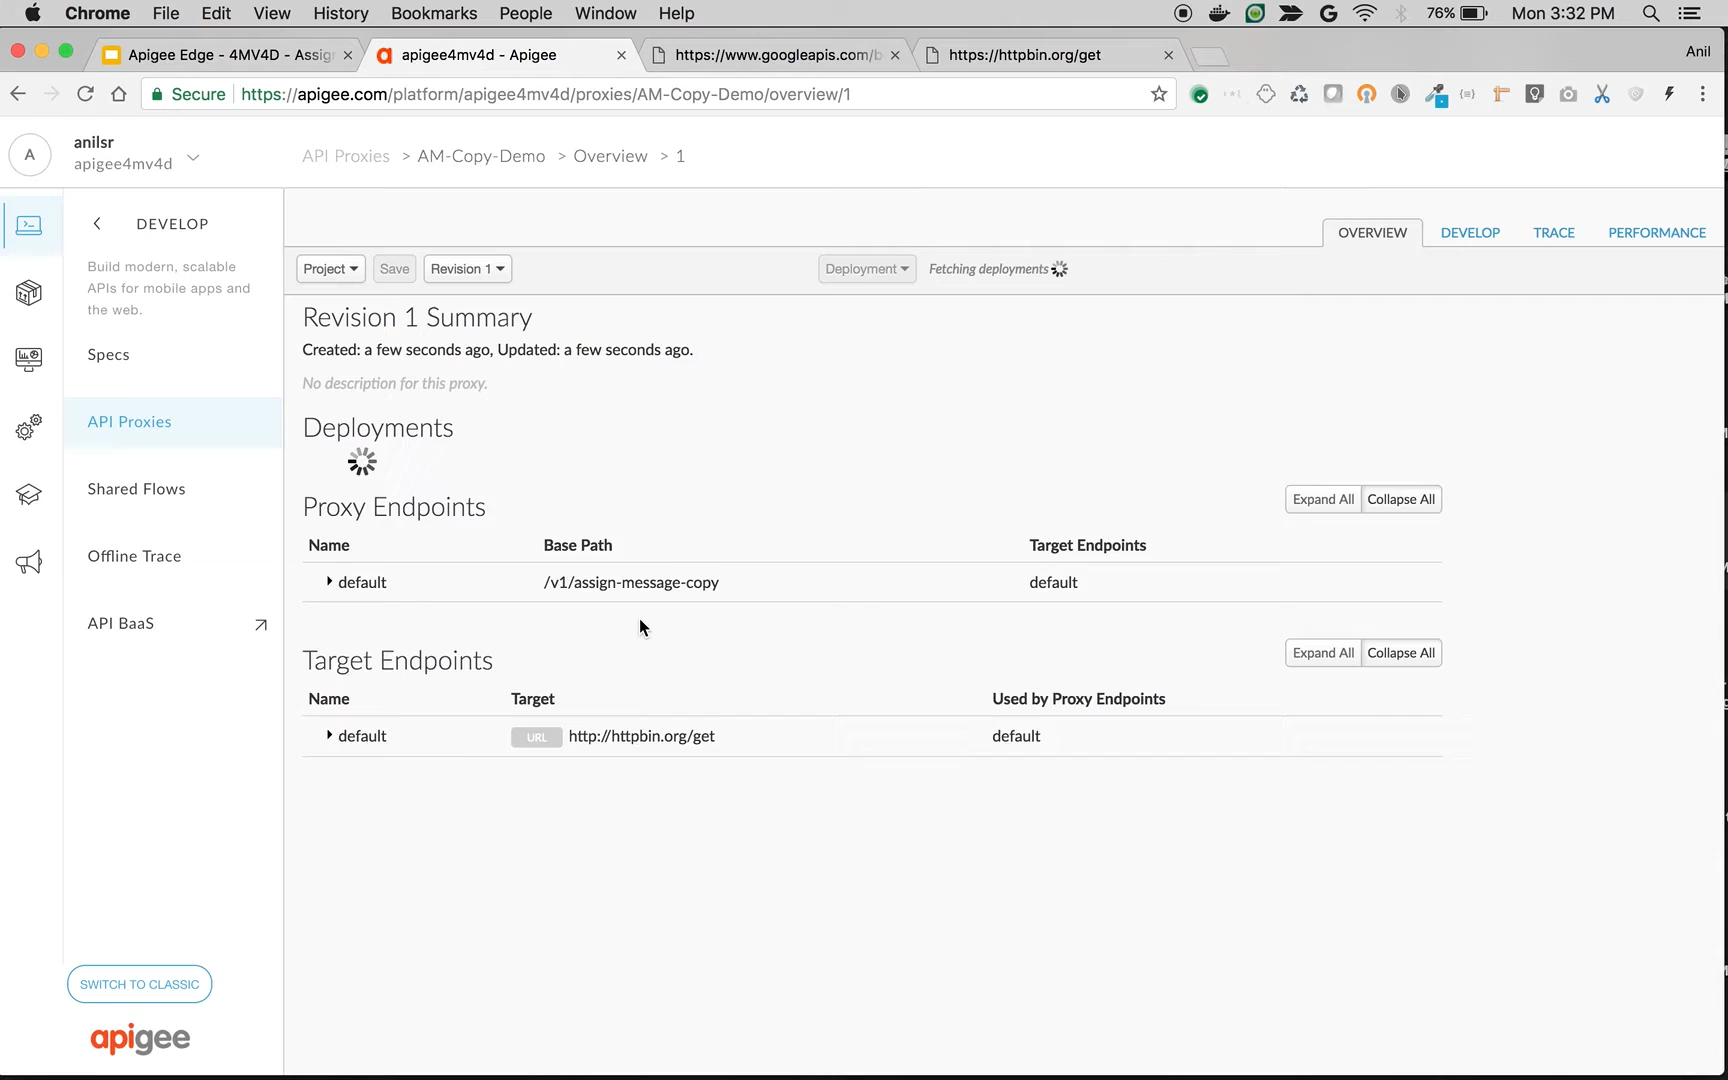 Chrome File Edit View History Bookmarks People Window Help 76% Mon 3:32 PM
Apigee Edge - 4MV4D - Assig
apigee4mv4d - Apigee
https://www.googleapis.com/b
https://httpbin.org/get
Anil
Secure https://apigee.com/platform/apigee4mv4d/proxies/AM-Copy-Demo/overview/1
A
anilsr
apigee4mv4d
API Proxies > AM-Copy-Demo > Overview > 1
DEVELOP
Build modern, scalable
APIs for mobile apps and
the web.
Specs
API Proxies
Shared Flows
Offline Trace
API BaaS
SWITCH TO CLASSIC
apigee
OVERVIEW DEVELOP TRACE PERFORMANCE
Project Save Revision 1 Deployment Fetching deployments
Revision 1 Summary
Created: a few seconds ago, Updated: a few seconds ago.
No description for this proxy.
Deployments
Proxy Endpoints Expand All Collapse All
Name Base Path Target Endpoints
default /v1/assign-message-copy default
Target Endpoints Expand All Collapse All
Name Target Used by Proxy Endpoints
default URL http://httpbin.org/get default